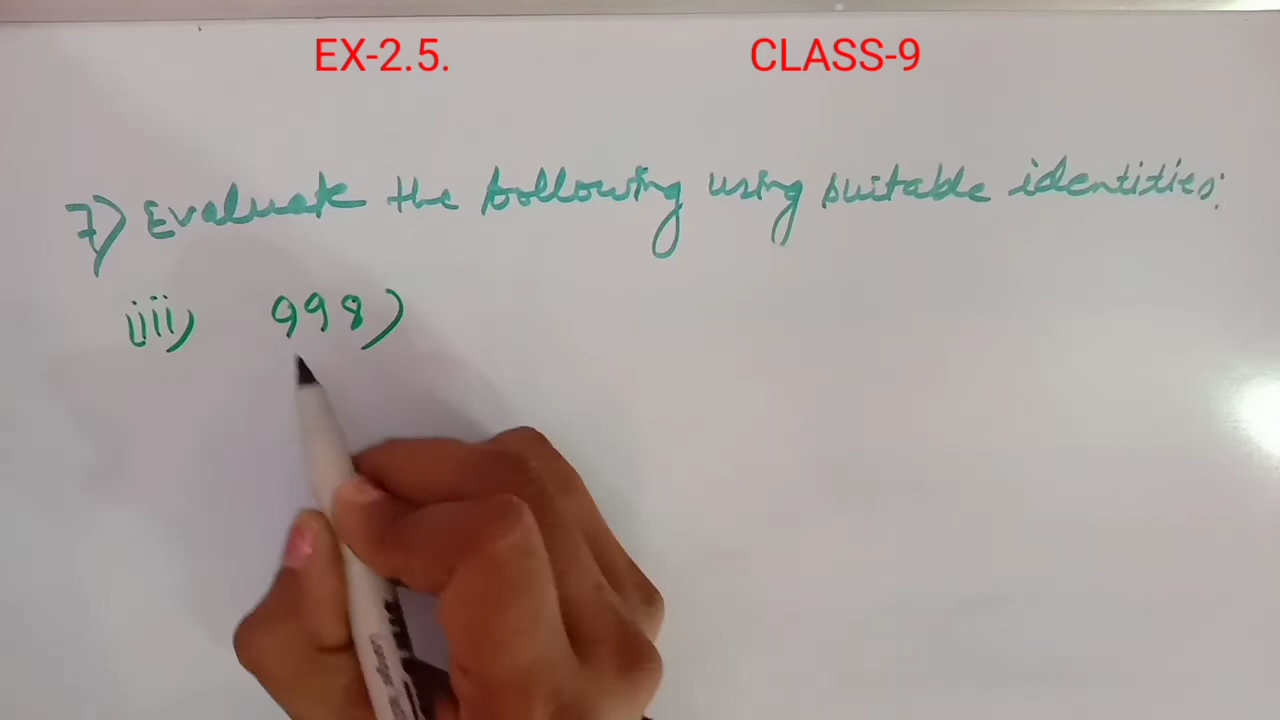 EX-2.5. CLASS-9
7) Evaluate the following using suitable identities:
iii) 998)